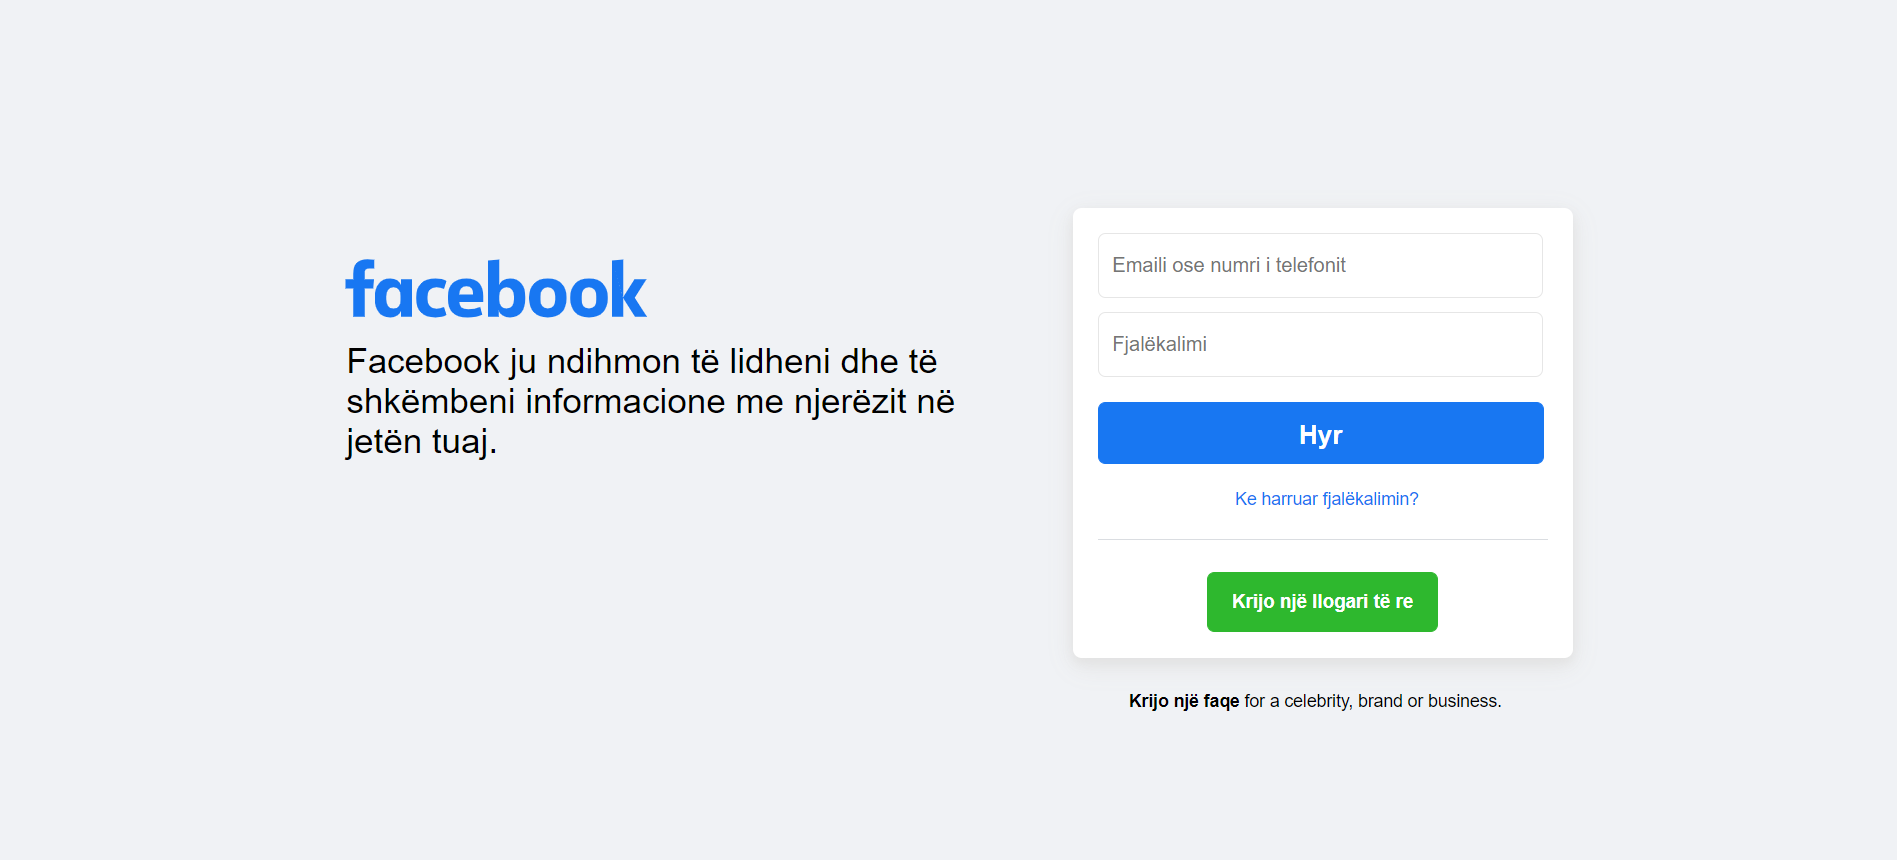 facebook
Facebook ju ndihmon të lidheni dhe të
shkëmbeni informacione me njerëzit në
jetën tuaj.
Emaili ose numri i telefonit
Fjalëkalimi
Hyr
Ke harruar fjalëkalimin?
Krijo një llogari të re
Krijo një faqe for a celebrity, brand or business.